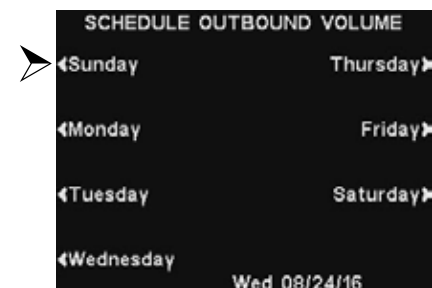 SCHEDULE OUTBOUND VOLUME
Sunday Thursday
Monday Friday
Tuesday Saturday
Wednesday
Wed 08/24/16